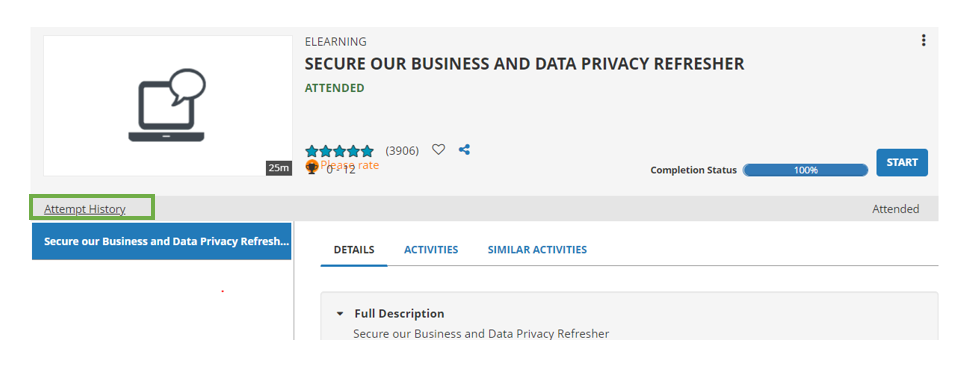 ELEARNING
SECURE OUR BUSINESS AND DATA PRIVACY REFRESHER
ATTENDED
(3906)
Please rate
0 - 12
25m
Completion Status
100%
START
Attempt History
Attended
Secure our Business and Data Privacy Refresh...
DETAILS ACTIVITIES SIMILAR ACTIVITIES
Full Description
Secure our Business and Data Privacy Refresher